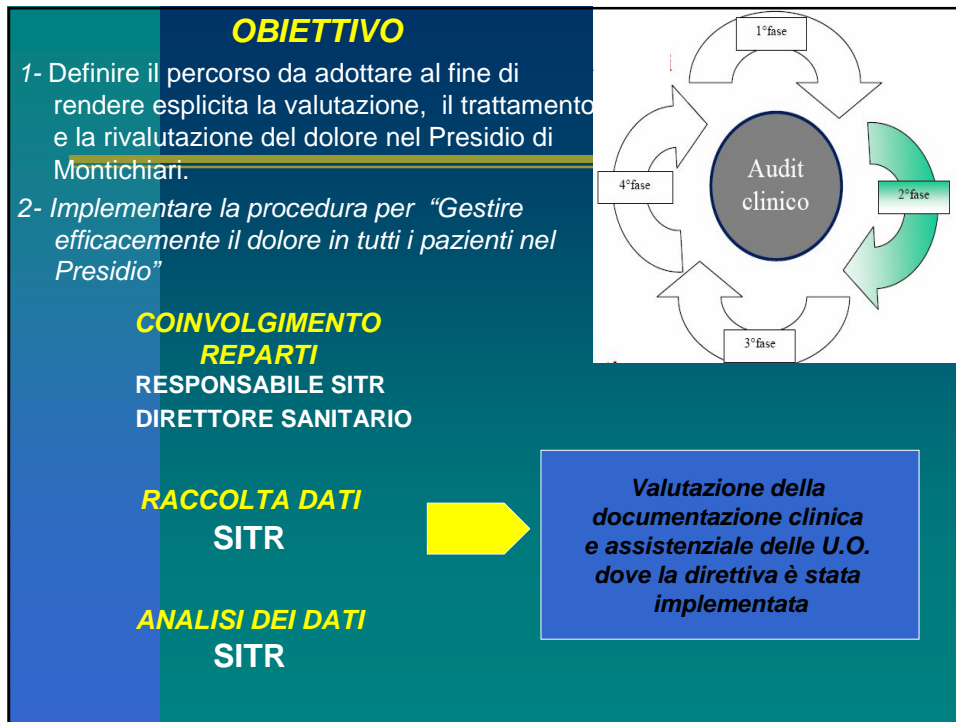 OBIETTIVO
1- Definire il percorso da adottare al fine di
rendere esplicita la valutazione, il trattamento
e la rivalutazione del dolore nel Presidio di
Montichiari.
2- Implementare la procedura per “Gestire
efficacemente il dolore in tutti i pazienti nel
Presidio”
COINVOLGIMENTO
REPARTI
RESPONSABILE SITR
DIRETTORE SANITARIO
RACCOLTA DATI
SITR
ANALISI DEI DATI
SITR
1°fase
2°fase
3°fase
4°fase
Audit
clinico
Valutazione della
documentazione clinica
e assistenziale delle U.O.
dove la direttiva è stata
implementata